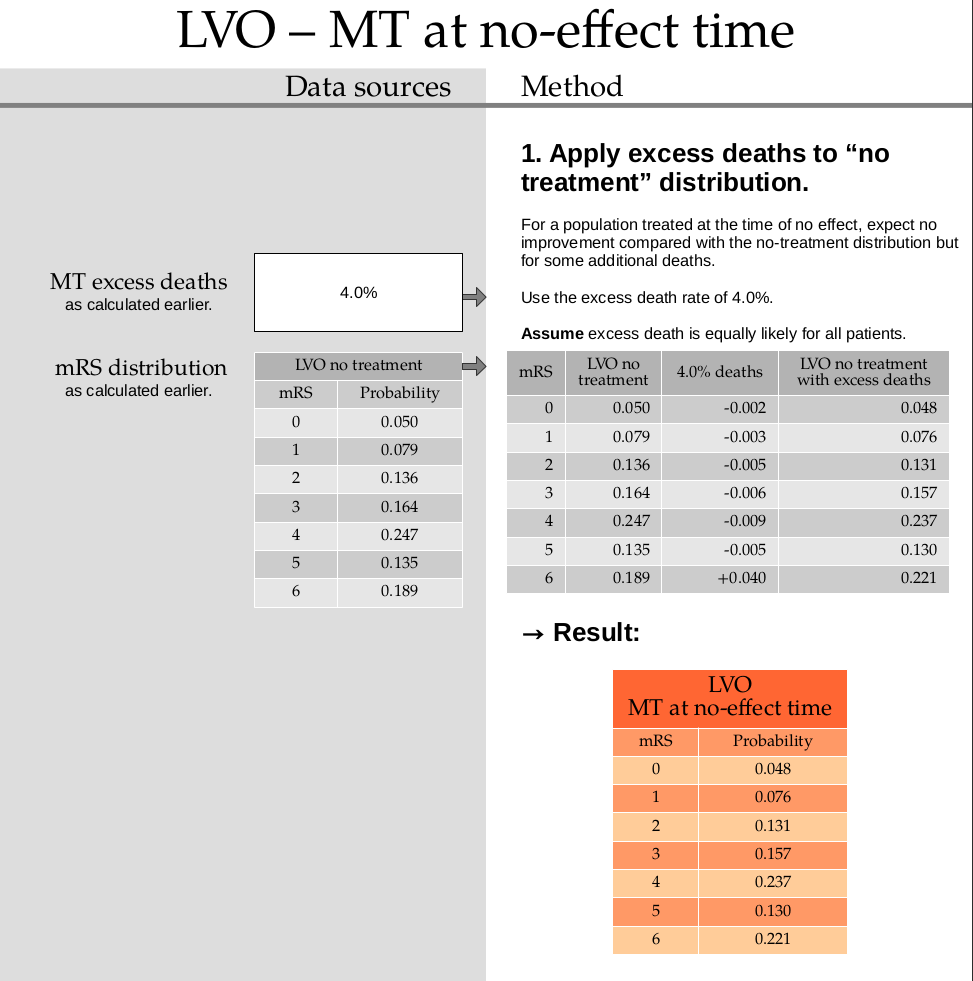 LVO – MT at no-effect time
Data sources
Method
1. Apply excess deaths to “no
treatment” distribution.
For a population treated at the time of no effect, expect no
improvement compared with the no-treatment distribution but
for some additional deaths.
Use the excess death rate of 4.0%.
Assume excess death is equally likely for all patients.
MT excess deaths
as calculated earlier.
4.0%
mRS distribution
as calculated earlier.
LVO no treatment
mRS Probability
0 0.050
1 0.079
2 0.136
3 0.164
4 0.247
5 0.135
6 0.189
mRS LVO no treatment 4.0% deaths LVO no treatment with excess deaths
0 0.050 -0.002 0.048
1 0.079 -0.003 0.076
2 0.136 -0.005 0.131
3 0.164 -0.006 0.157
4 0.247 -0.009 0.237
5 0.135 -0.005 0.130
6 0.189 +0.040 0.221
→ Result:
LVO
MT at no-effect time
mRS Probability
0 0.048
1 0.076
2 0.131
3 0.157
4 0.237
5 0.130
6 0.221